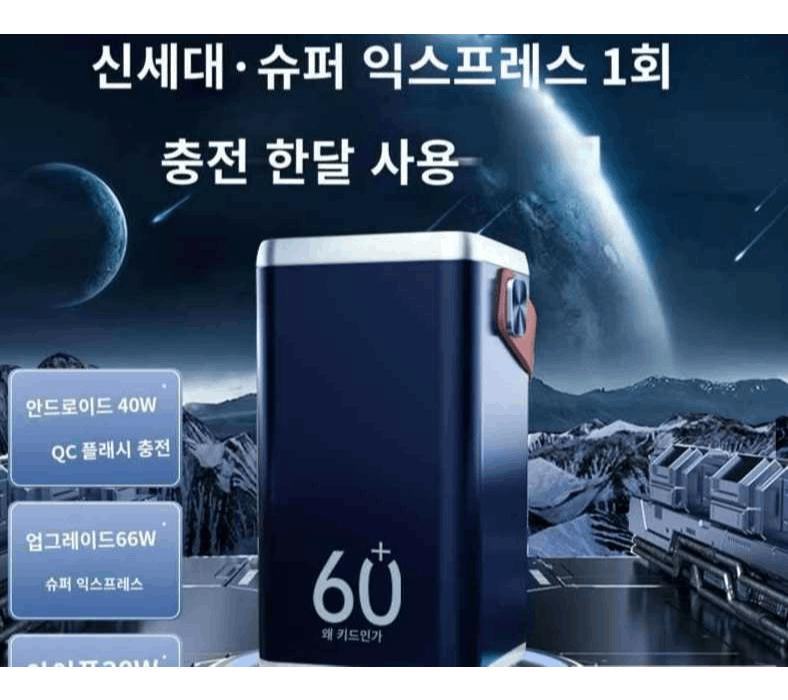 신세대·슈퍼 익스프레스 1회
충전 한달 사용
안드로이드 40W
QC 플래시 충전
업그레이드66W
슈퍼 익스프레스
60+
왜 키드인가